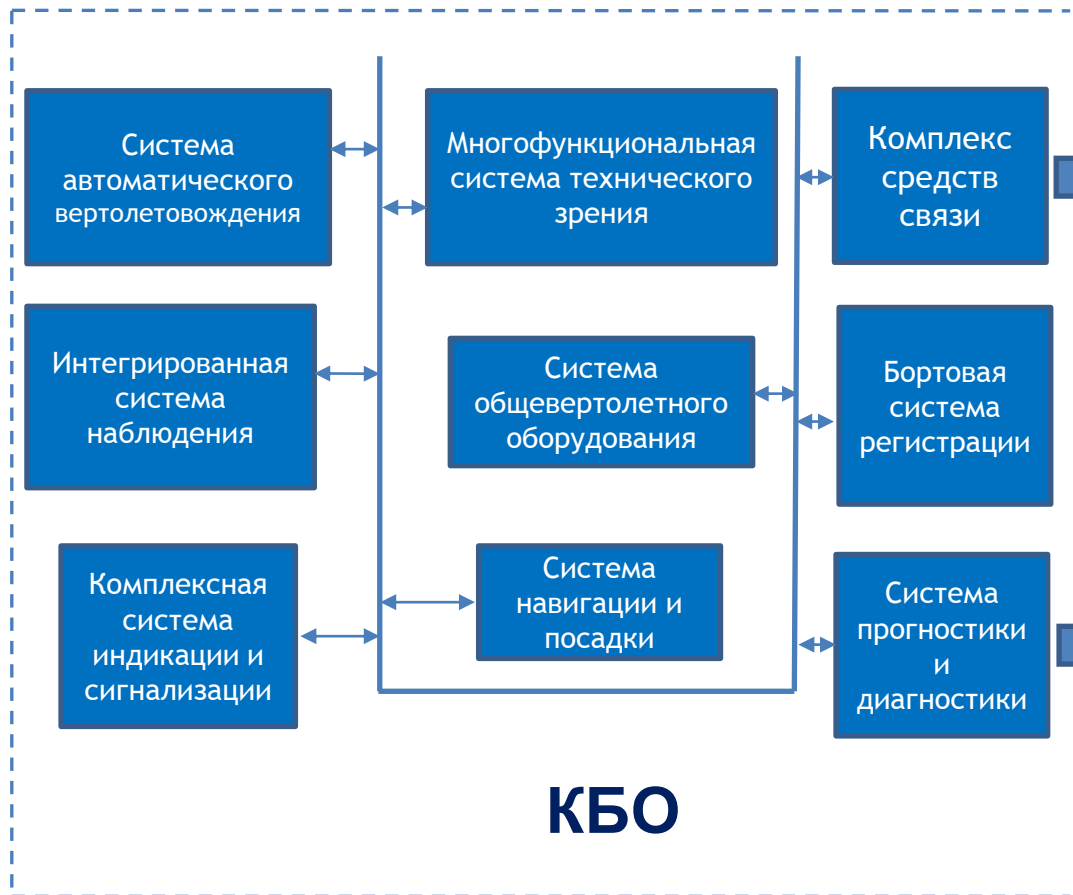 Система
автоматического
вертолетовождения
Многофункциональная
система технического
зрения
Комплекс
средств
связи
Интегрированная
система
наблюдения
Система
общевертолетного
оборудования
Бортовая
система
регистрации
Комплексная
система
индикации и
сигнализации
Система
навигации и
посадки
Система
прогностики
и
диагностики
КБО